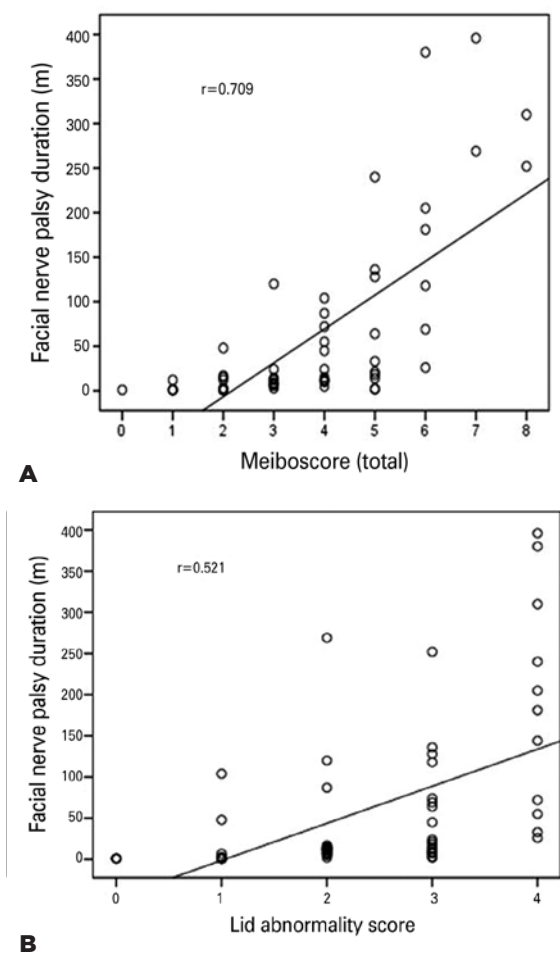 400
350
300
250
200
150
100
50
0
Facial nerve palsy duration (m)
r=0.709
0 1 2 3 4 5 6 7 8
Meiboscore (total)
A
400
350
300
250
200
150
100
50
0
Facial nerve palsy duration (m)
r=0.521
0 1 2 3 4
Lid abnormality score
B